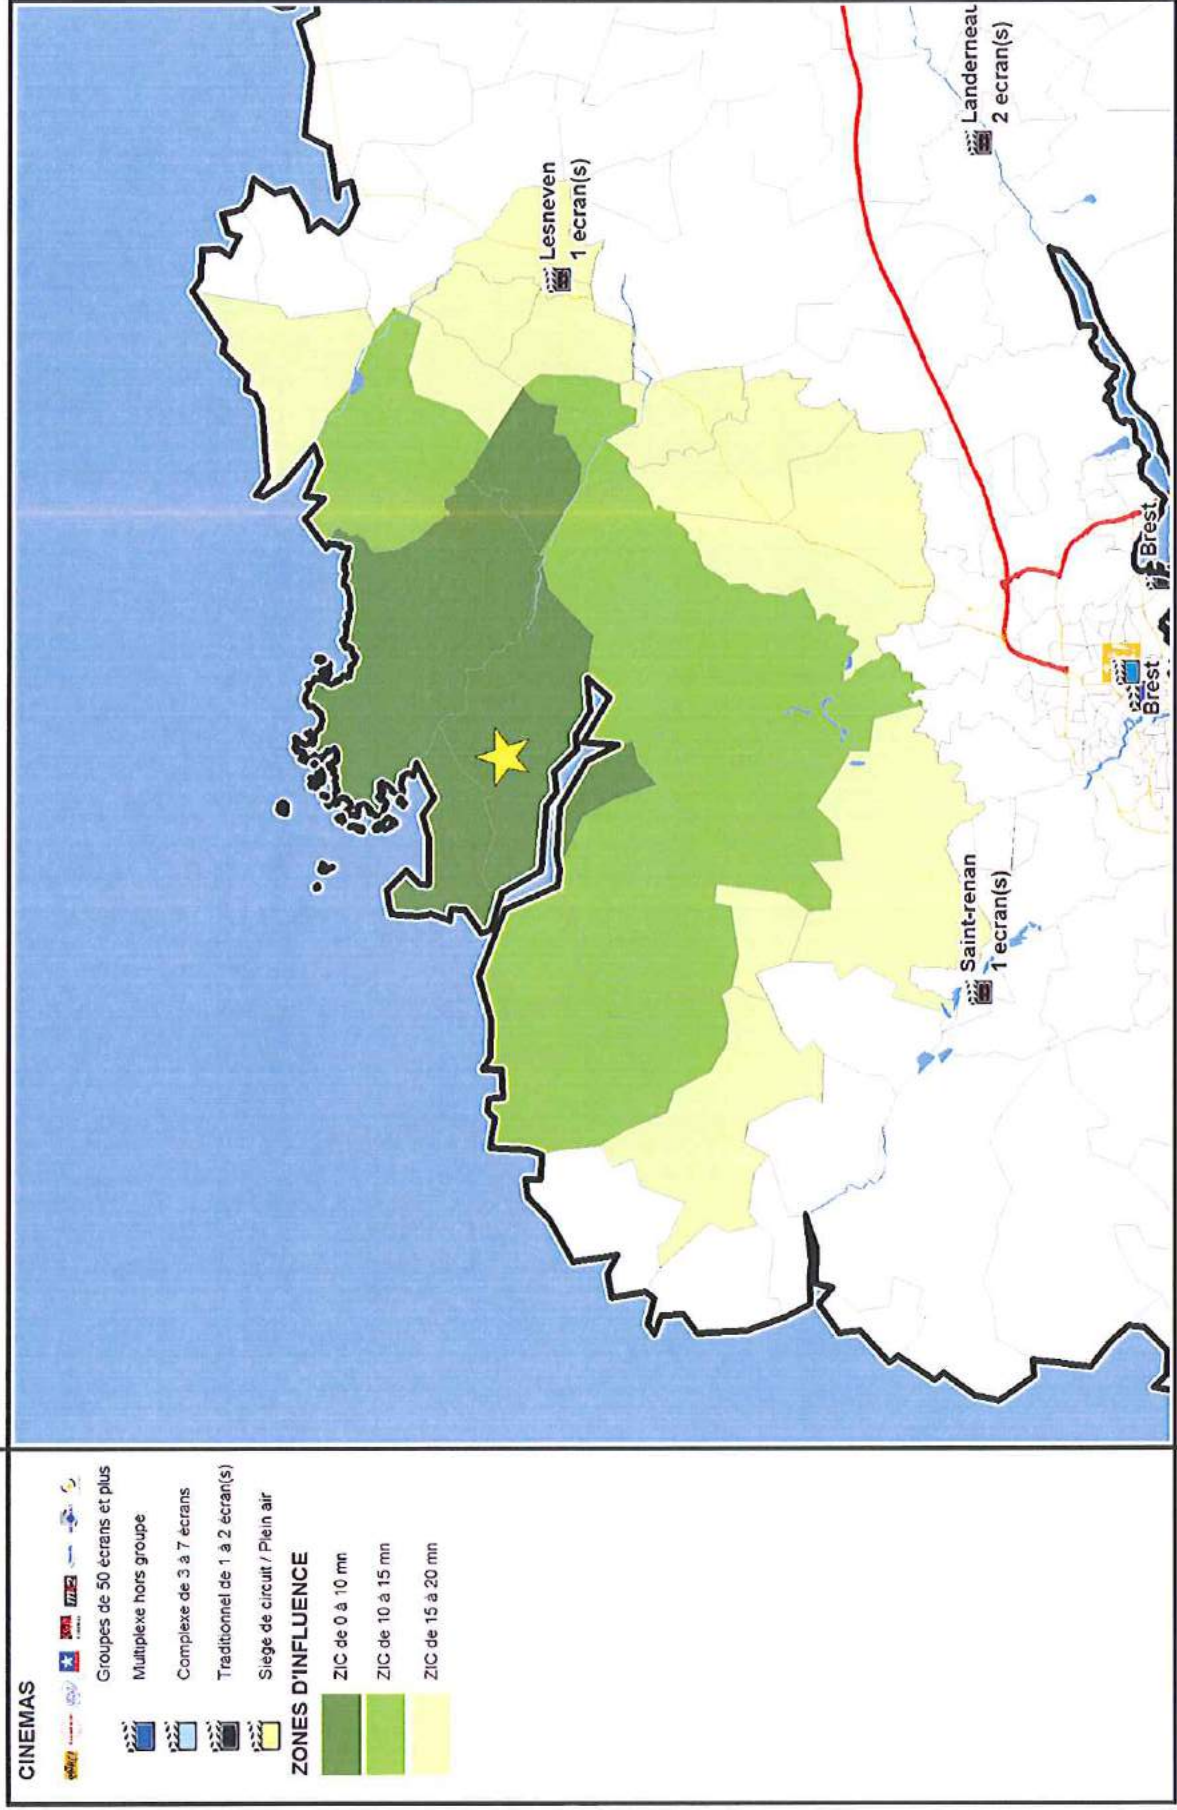 CINEMAS
Groupes de 50 écrans et plus
Multiplexe hors groupe
Complexe de 3 à 7 écrans
Traditionnel de 1 à 2 écran(s)
Siège de circuit / Plein air
ZONES D'INFLUENCE
ZIC de 0 à 10 mn
ZIC de 10 à 15 mn
ZIC de 15 à 20 mn
Lesneven
1 ecran(s)
Landerneau
2 ecran(s)
Saint-renan
1 ecran(s)
Brest
Brest